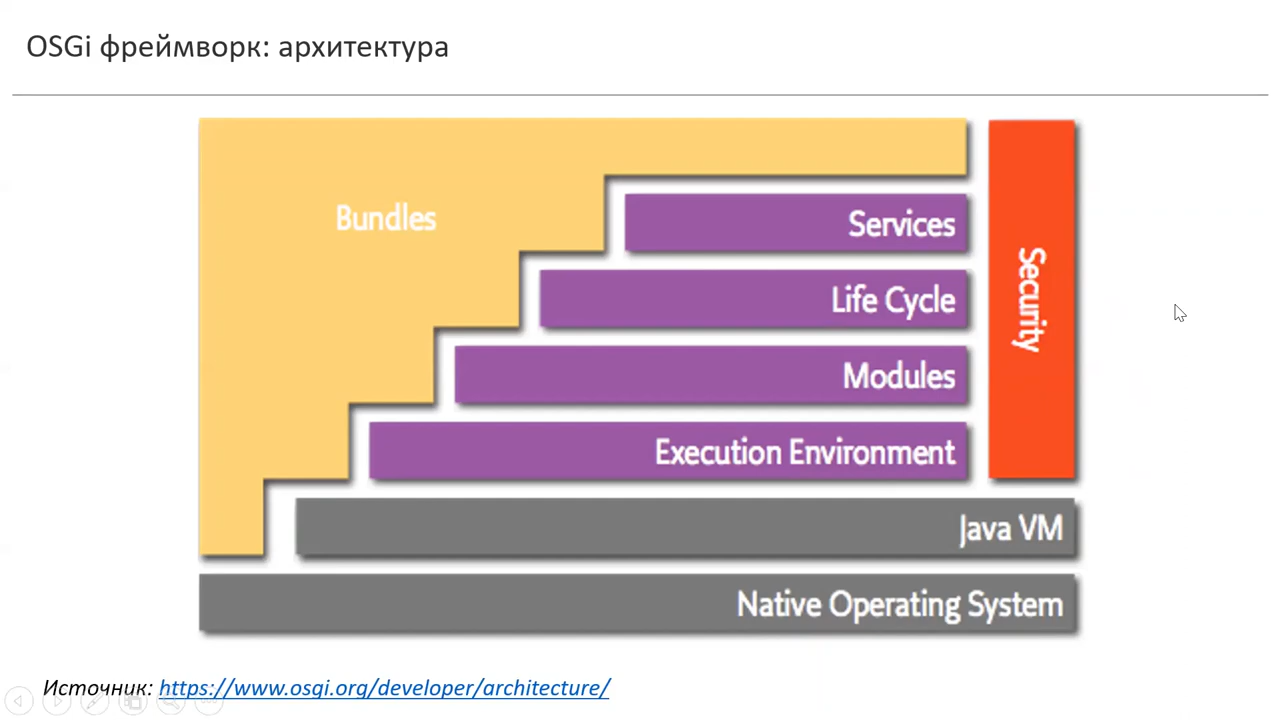 OSGi фреймворк: архитектура
Bundles
Services
Life Cycle
Modules
Execution Environment
Security
Java VM
Native Operating System
Источник: https://www.osgi.org/developer/architecture/